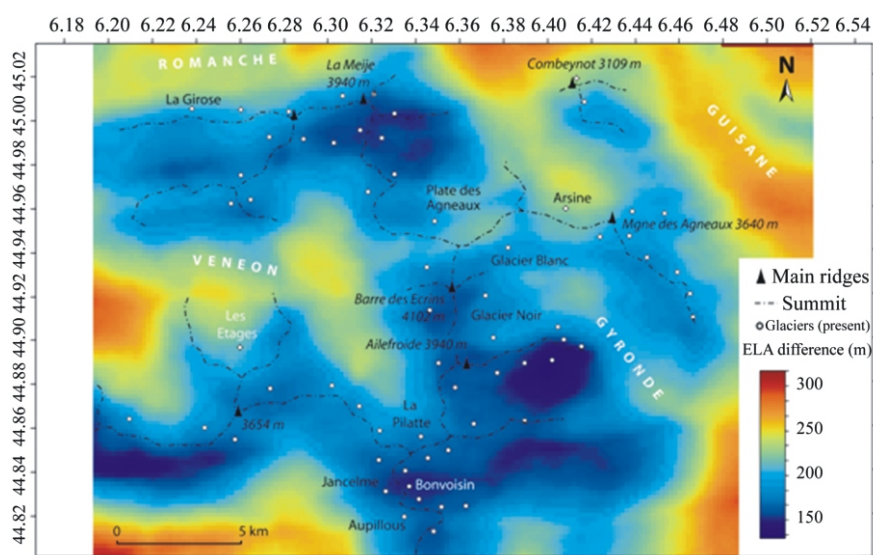 6.18 6.20 6.22 6.24 6.26 6.28 6.30 6.32 6.34 6.36 6.38 6.39 6.40 6.42 6.44 6.46 6.48 6.50 6.52 6.54
45.02
45.00
44.98
44.96
44.94
44.92
44.90
44.88
44.86
44.84
44.82
ROMANCHE
La Meije
3940 m
Combeynot 3109 m
N
La Girose
GUISANE
Plate des
Agneaux
Arsine
Mgne des Agneaux 3640 m
VENEON
Glacier Blanc
Barre des Ecrins
4102 m
Glacier Noir
Les
Etages
Ailefroide 3940 m
GYRONDE
La
Pilatte
3654 m
Jancelme
Bonvoisin
Aupillous
0 5 km
Main ridges
Summit
Glaciers (present)
ELA difference (m)
300
250
200
150